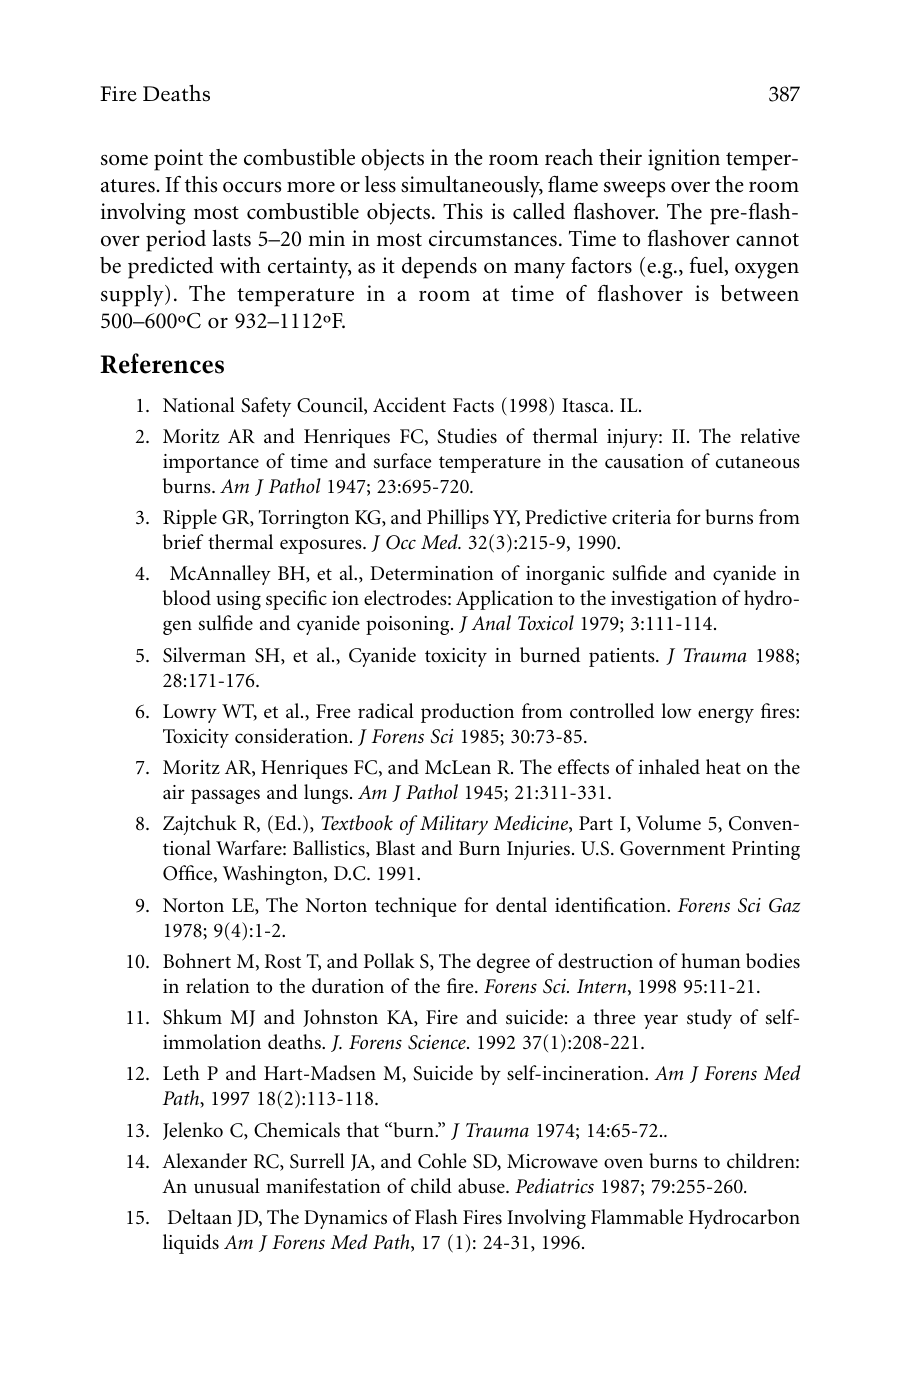 Fire Deaths 387
some point the combustible objects in the room reach their ignition temper-
atures. If this occurs more or less simultaneously, flame sweeps over the room
involving most combustible objects. This is called flashover. The pre-flash-
over period lasts 5–20 min in most circumstances. Time to flashover cannot
be predicted with certainty, as it depends on many factors (e.g., fuel, oxygen
supply). The temperature in a room at time of flashover is between
500–600ºC or 932–1112ºF.
References
1. National Safety Council, Accident Facts (1998) Itasca. IL.
2. Moritz AR and Henriques FC, Studies of thermal injury: II. The relative
importance of time and surface temperature in the causation of cutaneous
burns. Am J Pathol 1947; 23:695-720.
3. Ripple GR, Torrington KG, and Phillips YY, Predictive criteria for burns from
brief thermal exposures. J Occ Med. 32(3):215-9, 1990.
4. McAnnalley BH, et al., Determination of inorganic sulfide and cyanide in
blood using specific ion electrodes: Application to the investigation of hydro-
gen sulfide and cyanide poisoning. J Anal Toxicol 1979; 3:111-114.
5. Silverman SH, et al., Cyanide toxicity in burned patients. J Trauma 1988;
28:171-176.
6. Lowry WT, et al., Free radical production from controlled low energy fires:
Toxicity consideration. J Forens Sci 1985; 30:73-85.
7. Moritz AR, Henriques FC, and McLean R. The effects of inhaled heat on the
air passages and lungs. Am J Pathol 1945; 21:311-331.
8. Zajtchuk R, (Ed.), Textbook of Military Medicine, Part I, Volume 5, Conven-
tional Warfare: Ballistics, Blast and Burn Injuries. U.S. Government Printing
Office, Washington, D.C. 1991.
9. Norton LE, The Norton technique for dental identification. Forens Sci Gaz
1978; 9(4):1-2.
10. Bohnert M, Rost T, and Pollak S, The degree of destruction of human bodies
in relation to the duration of the fire. Forens Sci. Intern, 1998 95:11-21.
11. Shkum MJ and Johnston KA, Fire and suicide: a three year study of self-
immolation deaths. J. Forens Science. 1992 37(1):208-221.
12. Leth P and Hart-Madsen M, Suicide by self-incineration. Am J Forens Med
Path, 1997 18(2):113-118.
13. Jelenko C, Chemicals that “burn.” J Trauma 1974; 14:65-72..
14. Alexander RC, Surrell JA, and Cohle SD, Microwave oven burns to children:
An unusual manifestation of child abuse. Pediatrics 1987; 79:255-260.
15. Deltaan JD, The Dynamics of Flash Fires Involving Flammable Hydrocarbon
liquids Am J Forens Med Path, 17 (1): 24-31, 1996.